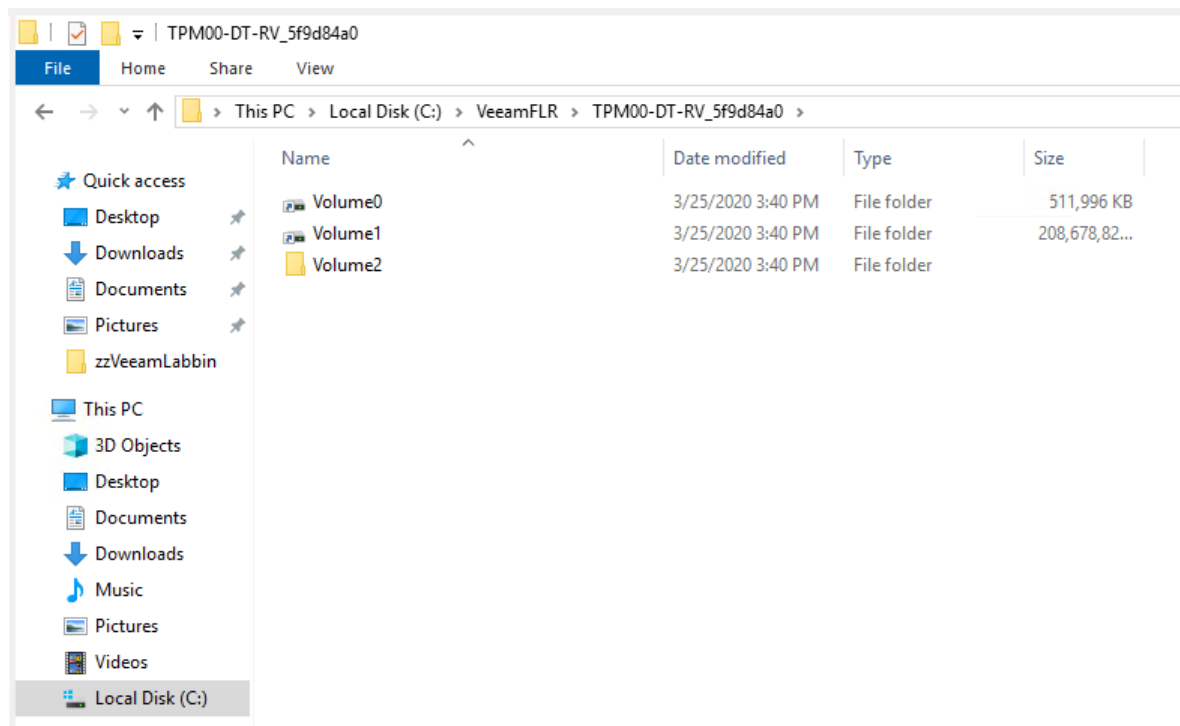 TPM00-DT-RV_5f9d84a0
File Home Share View
This PC > Local Disk (C:) > VeeamFLR > TPM00-DT-RV_5f9d84a0 >
Name Date modified Type Size
Quick access
Desktop
Downloads
Documents
Pictures
zzVeeamLabbin
This PC
3D Objects
Desktop
Documents
Downloads
Music
Pictures
Videos
Local Disk (C:)
Volume0 3/25/2020 3:40 PM File folder 511,996 KB
Volume1 3/25/2020 3:40 PM File folder 208,678,82...
Volume2 3/25/2020 3:40 PM File folder